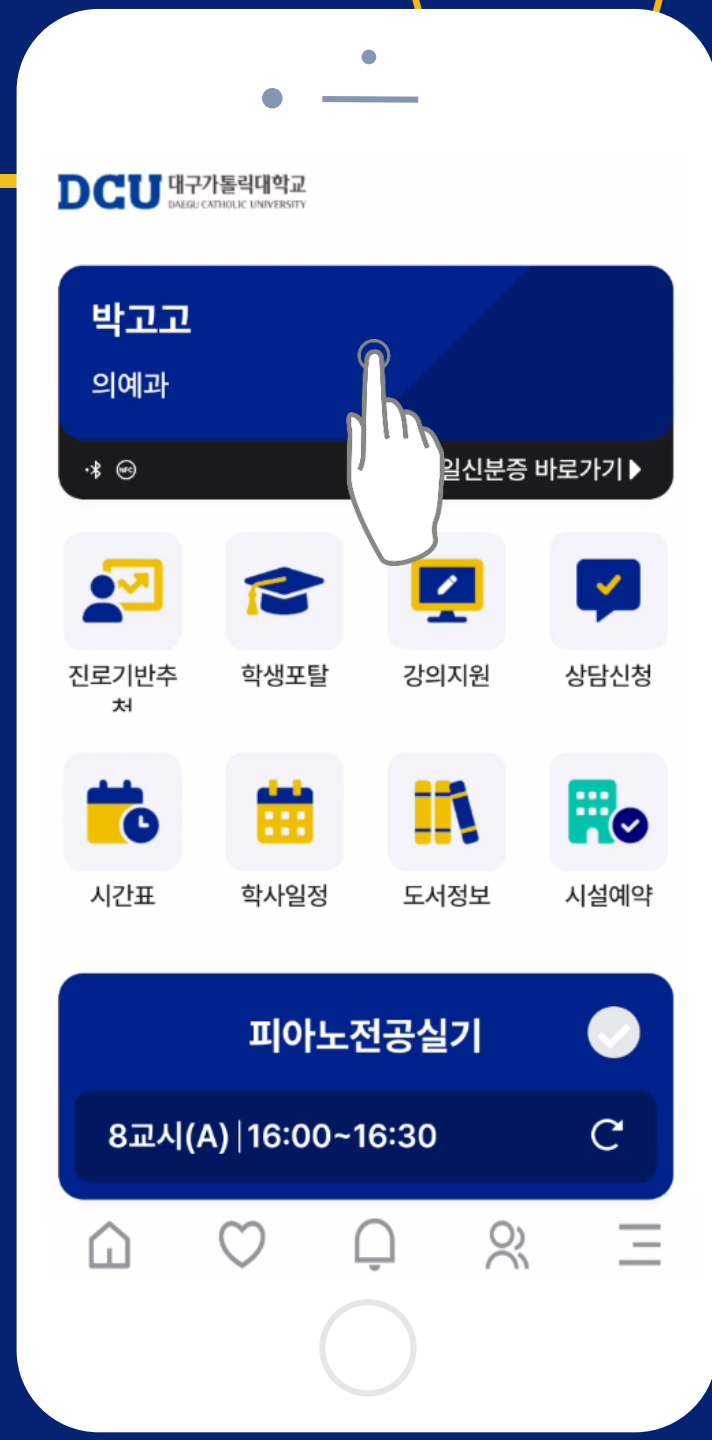 DCU 대구가톨릭대학교
DAEGU CATHOLIC UNIVERSITY
박고고
의예과
NFC
일신분증 바로가기
진로기반추
천
학생포탈
강의지원
상담신청
시간표
학사일정
도서정보
시설예약
피아노전공실기
8교시(A)|16:00~16:30